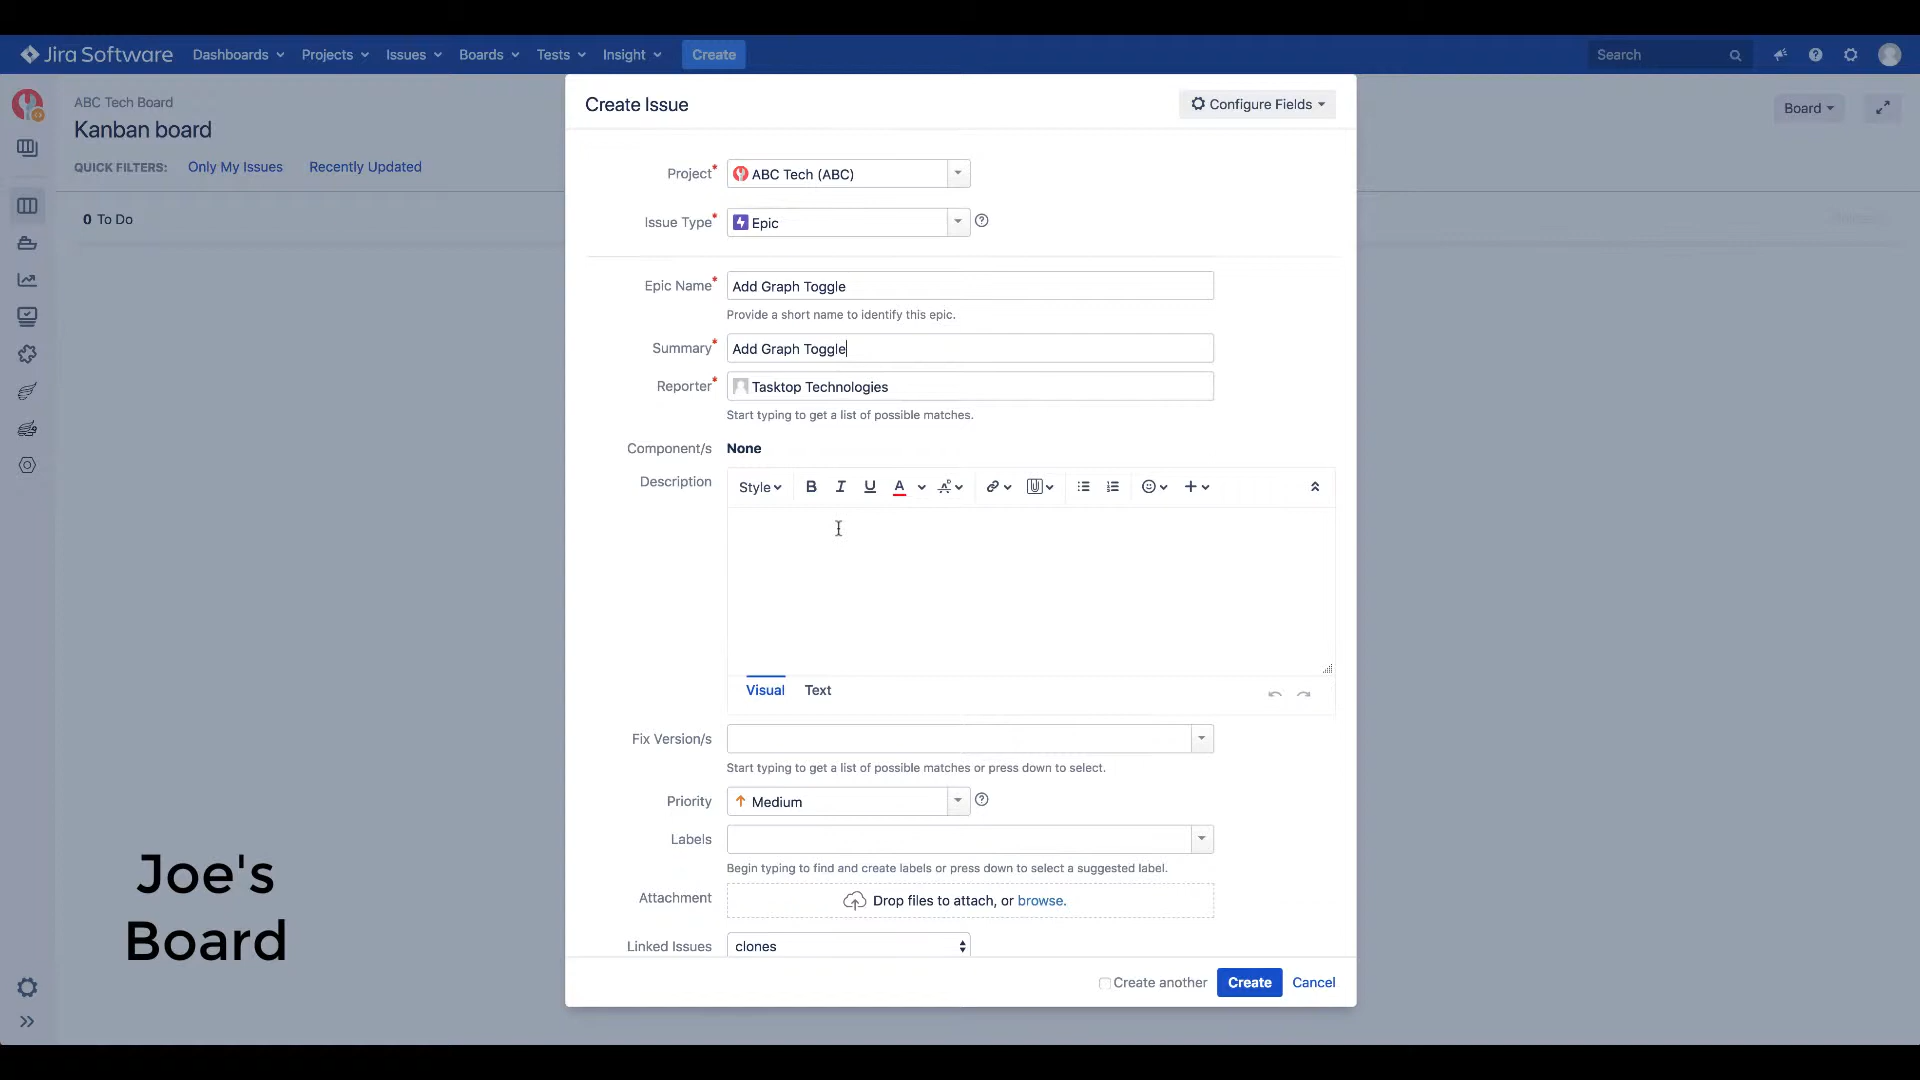 Jira Software Dashboards Projects Issues Boards Tests Insight Create Search
ABC Tech Board
Kanban board
Board
QUICK FILTERS: Only My Issues Recently Updated
0 To Do
Create Issue
Configure Fields
Project* ABC Tech (ABC)
Issue Type* Epic
Epic Name* Add Graph Toggle
Provide a short name to identify this epic.
Summary* Add Graph Toggle
Reporter* Tasktop Technologies
Start typing to get a list of possible matches.
Component/s None
Description
Style B I U A
Visual Text
Fix Version/s
Start typing to get a list of possible matches or press down to select.
Priority Medium
Labels
Begin typing to find and create labels or press down to select a suggested label.
Attachment Drop files to attach, or browse.
Linked Issues clones
Create another Create Cancel
Joe's
Board